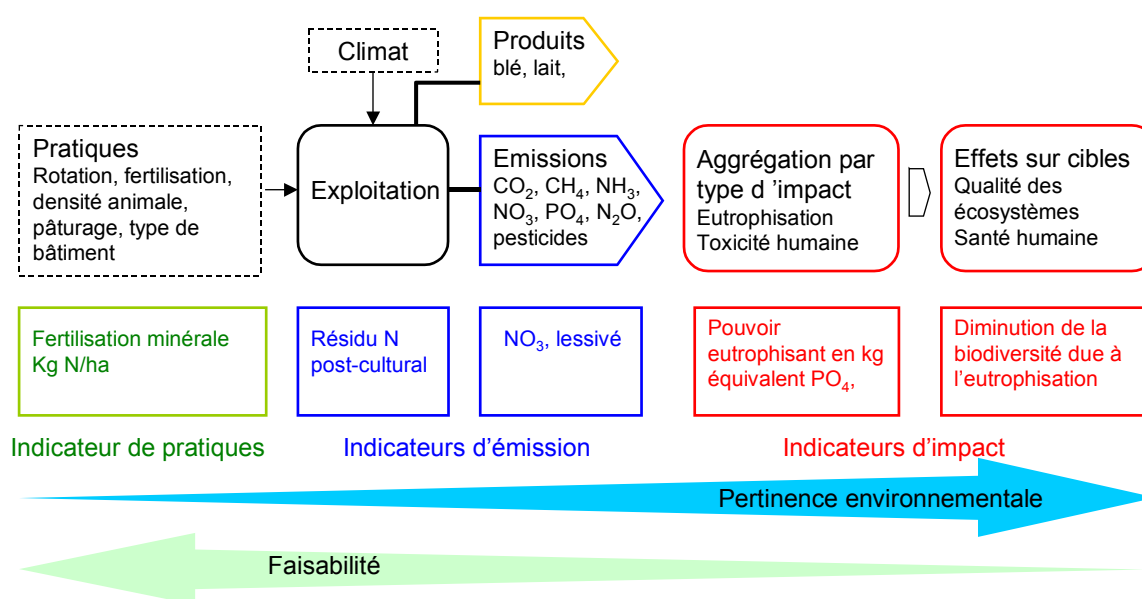 Climat
Produits
blé, lait,
Pratiques
Rotation, fertilisation,
densité animale,
pâturage, type de
bâtiment
Exploitation
Emissions
CO₂, CH₄, NH₃,
NO₃, PO₄, N₂O,
pesticides
Aggrégation par
type d 'impact
Eutrophisation
Toxicité humaine
Effets sur cibles
Qualité des
écosystèmes
Santé humaine
Fertilisation minérale
Kg N/ha
Résidu N
post-cultural
NO₃, lessivé
Pouvoir
eutrophisant en kg
équivalent PO₄,
Diminution de la
biodiversité due à
l’eutrophisation
Indicateur de pratiques
Indicateurs d’émission
Indicateurs d’impact
Pertinence environnementale
Faisabilité